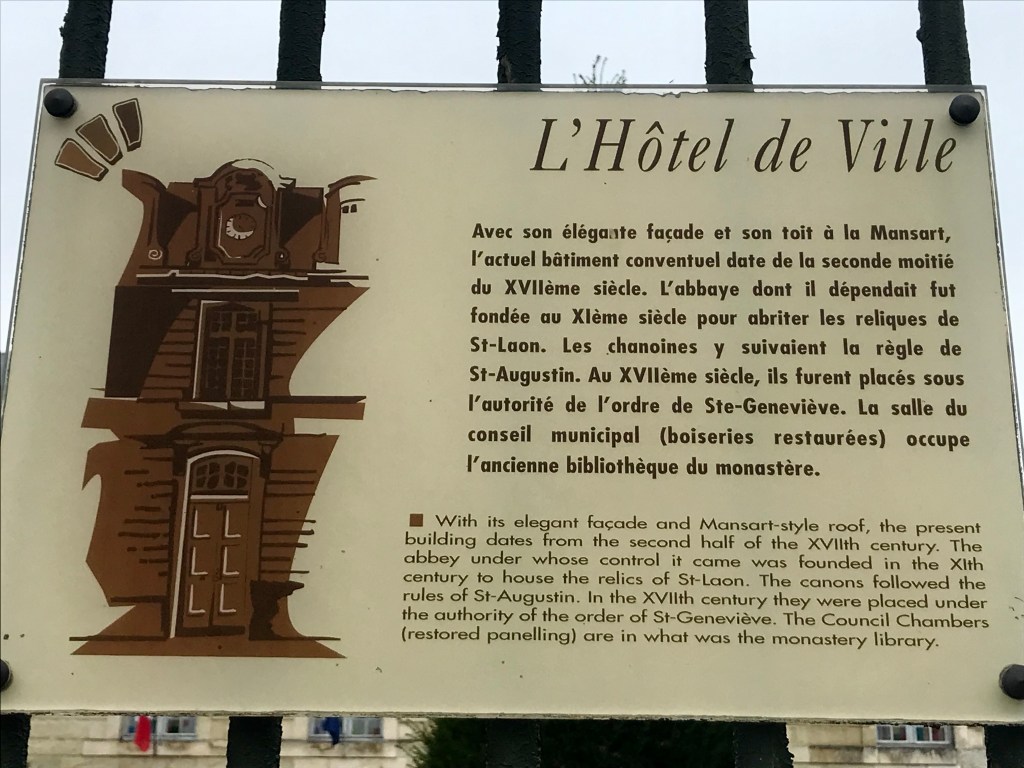 L'Hôtel de Ville
Avec son élégante façade et son toit à la Mansart,
l'actuel bâtiment conventuel date de la seconde moitié
du XVIIème siècle. L'abbaye dont il dépendait fut
fondée au XIème siècle pour abriter les reliques de
St-Laon. Les chanoines y suivaient la règle de
St-Augustin. Au XVIIème siècle, ils furent placés sous
l'autorité de l'ordre de Ste-Geneviève. La salle du
conseil municipal (boiseries restaurées) occupe
l'ancienne bibliothèque du monastère.
With its elegant façade and Mansart-style roof, the present
building dates from the second half of the XVIIth century. The
abbey under whose control it came was founded in the XIth
century to house the relics of St-Laon. The canons followed the
rules of St-Augustin. In the XVIIth century they were placed under
the authority of the order of St-Geneviève. The Council Chambers
(restored panelling) are in what was the monastery library.